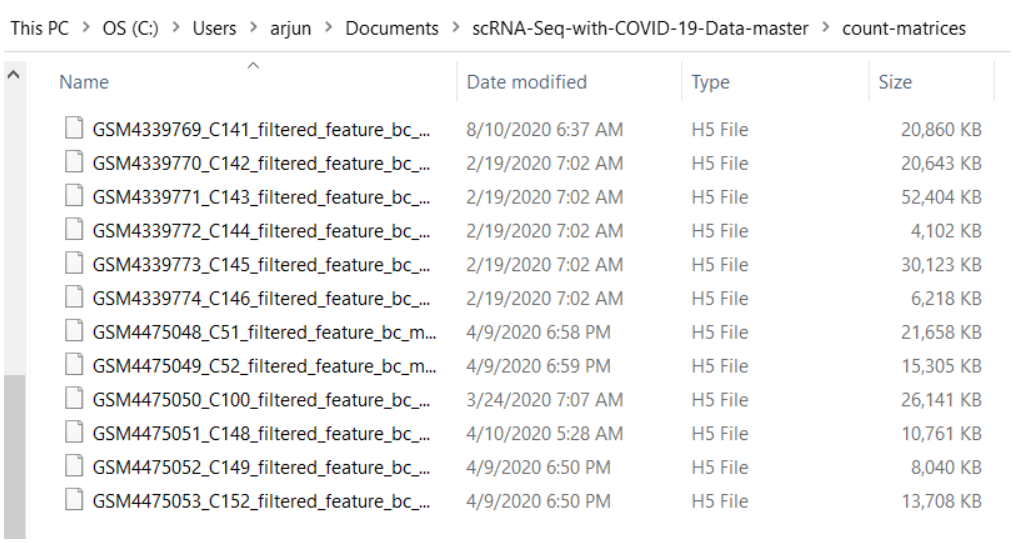 This PC > OS (C:) > Users > arjun > Documents > scRNA-Seq-with-COVID-19-Data-master > count-matrices
Name Date modified Type Size
GSM4339769_C141_filtered_feature_bc_... 8/10/2020 6:37 AM H5 File 20,860 KB
GSM4339770_C142_filtered_feature_bc_... 2/19/2020 7:02 AM H5 File 20,643 KB
GSM4339771_C143_filtered_feature_bc_... 2/19/2020 7:02 AM H5 File 52,404 KB
GSM4339772_C144_filtered_feature_bc_... 2/19/2020 7:02 AM H5 File 4,102 KB
GSM4339773_C145_filtered_feature_bc_... 2/19/2020 7:02 AM H5 File 30,123 KB
GSM4339774_C146_filtered_feature_bc_... 2/19/2020 7:02 AM H5 File 6,218 KB
GSM4475048_C51_filtered_feature_bc_m... 4/9/2020 6:58 PM H5 File 21,658 KB
GSM4475049_C52_filtered_feature_bc_m... 4/9/2020 6:59 PM H5 File 15,305 KB
GSM4475050_C100_filtered_feature_bc_... 3/24/2020 7:07 AM H5 File 26,141 KB
GSM4475051_C148_filtered_feature_bc_... 4/10/2020 5:28 AM H5 File 10,761 KB
GSM4475052_C149_filtered_feature_bc_... 4/9/2020 6:50 PM H5 File 8,040 KB
GSM4475053_C152_filtered_feature_bc_... 4/9/2020 6:50 PM H5 File 13,708 KB